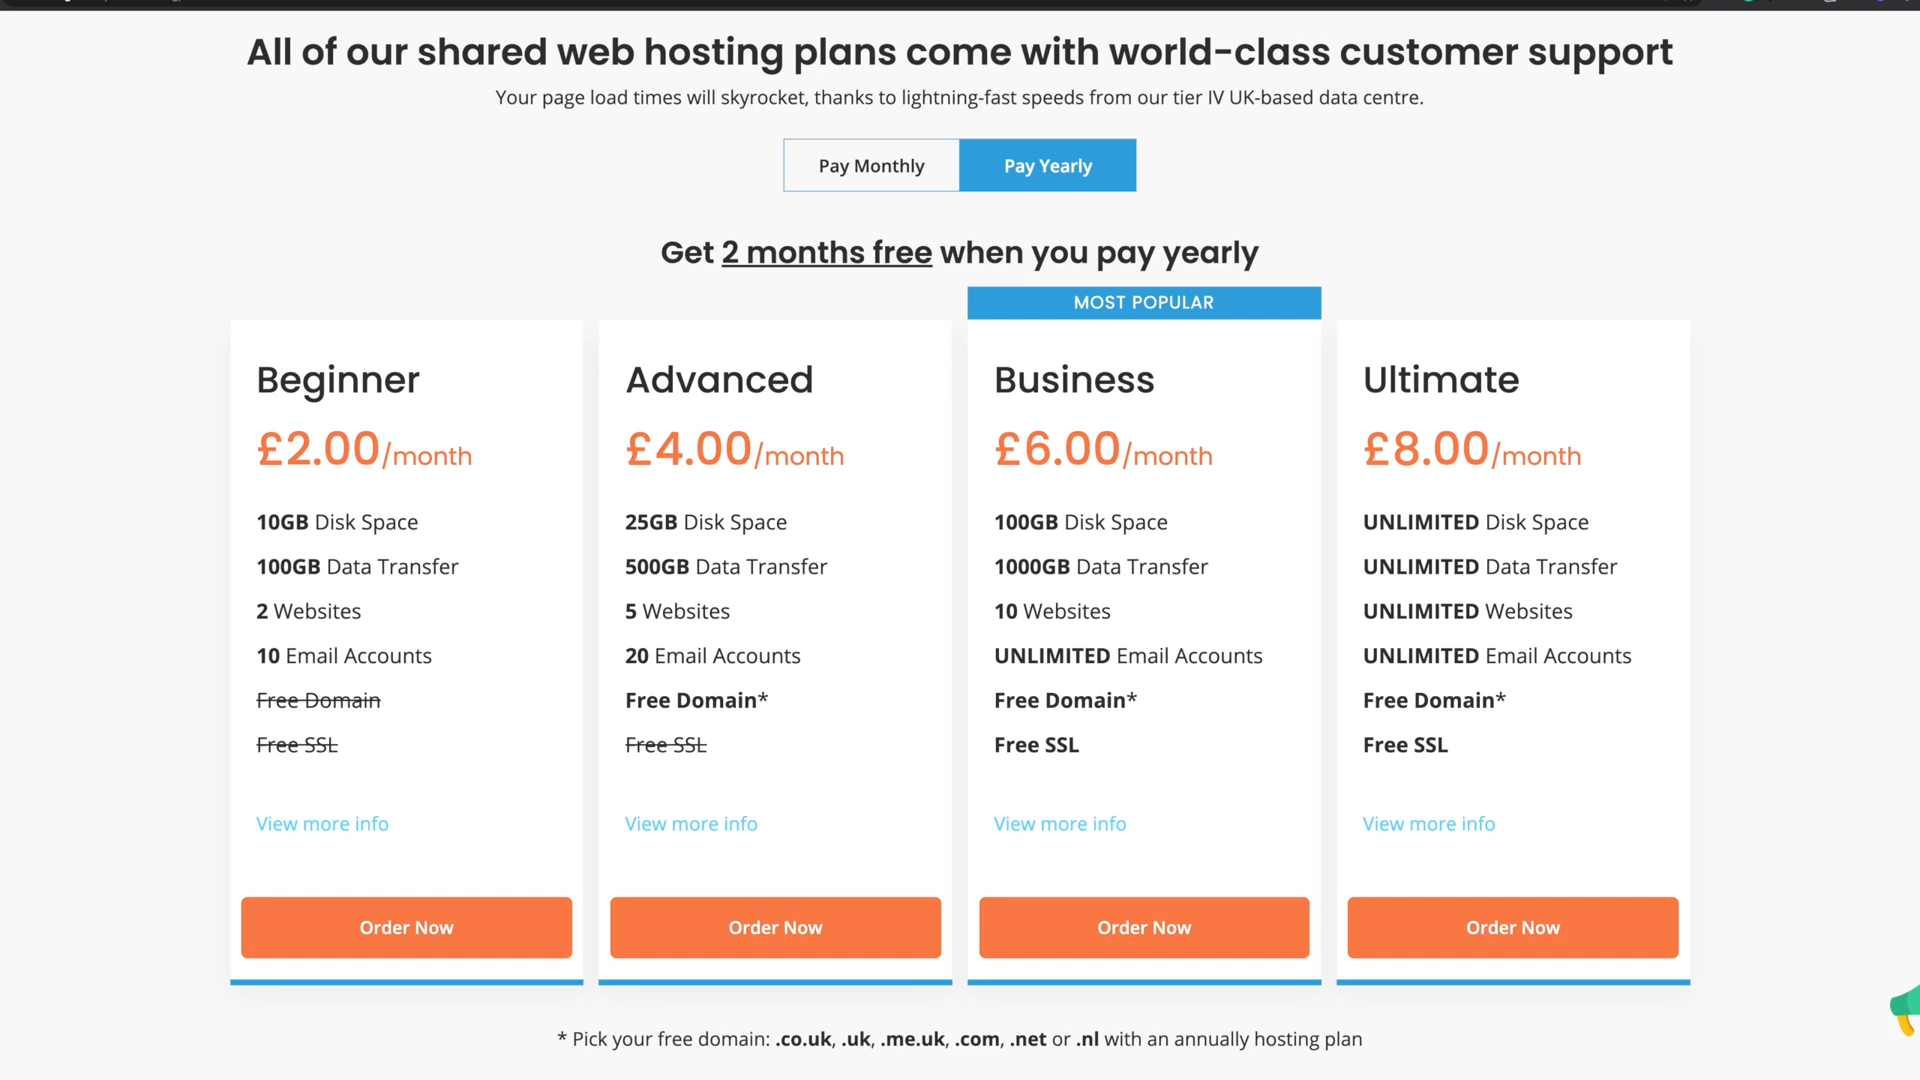 All of our shared web hosting plans come with world-class customer support
Your page load times will skyrocket, thanks to lightning-fast speeds from our tier IV UK-based data centre.
Pay Monthly
Pay Yearly
Get 2 months free when you pay yearly
MOST POPULAR
Beginner
£2.00/month
10GB Disk Space
100GB Data Transfer
2 Websites
10 Email Accounts
Free Domain
Free SSL
View more info
Order Now
Advanced
£4.00/month
25GB Disk Space
500GB Data Transfer
5 Websites
20 Email Accounts
Free Domain*
Free SSL
View more info
Order Now
Business
£6.00/month
100GB Disk Space
1000GB Data Transfer
10 Websites
UNLIMITED Email Accounts
Free Domain*
Free SSL
View more info
Order Now
Ultimate
£8.00/month
UNLIMITED Disk Space
UNLIMITED Data Transfer
UNLIMITED Websites
UNLIMITED Email Accounts
Free Domain*
Free SSL
View more info
Order Now
* Pick your free domain: .co.uk, .uk, .me.uk, .com, .net or .nl with an annually hosting plan